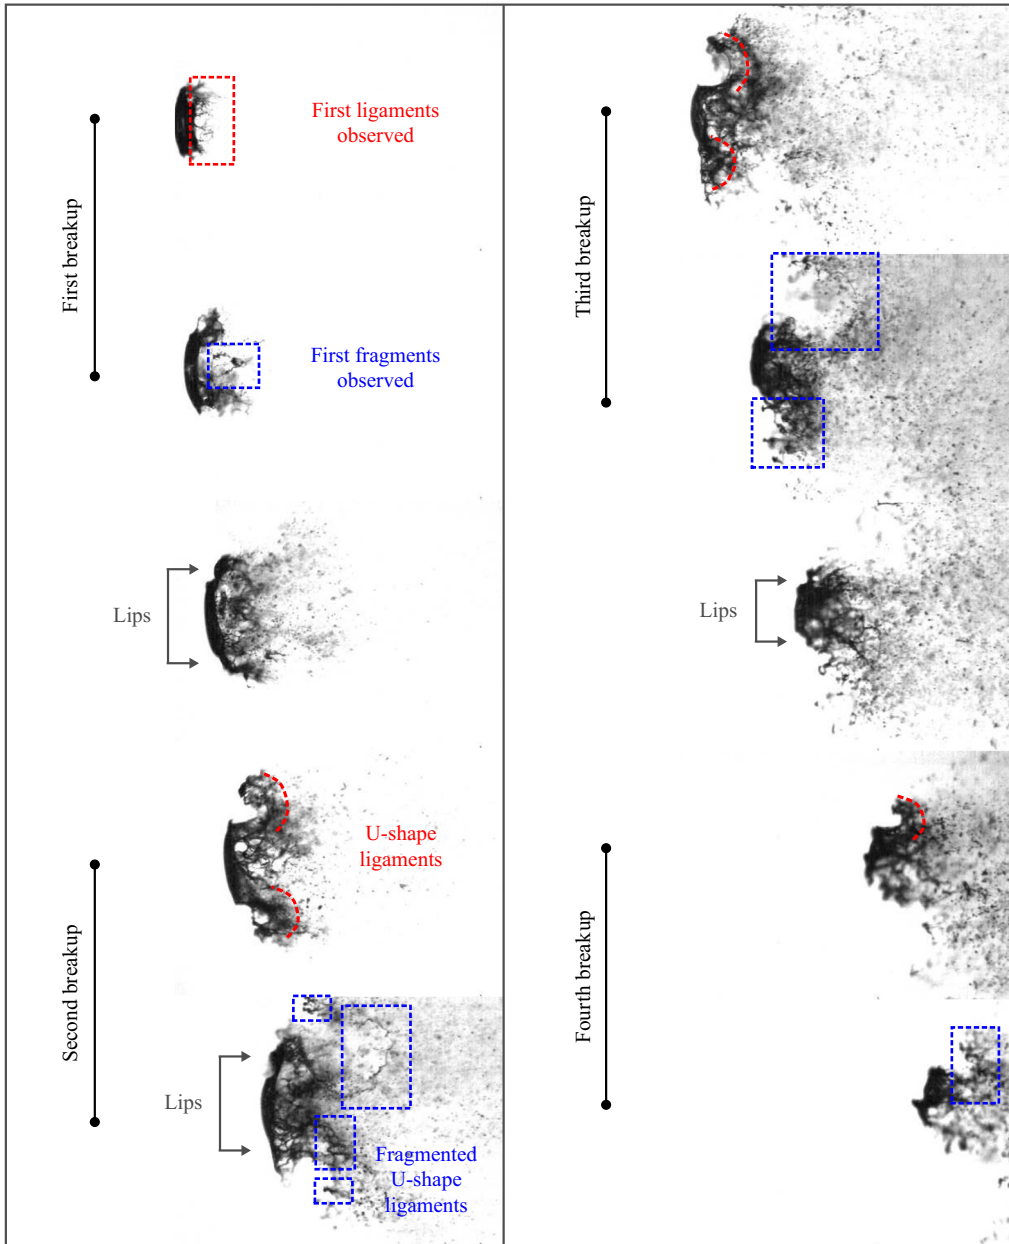 First breakup
First ligaments
observed
First fragments
observed
Lips
Second breakup
U-shape
ligaments
Lips
Fragmented
U-shape
ligaments
Third breakup
Lips
Fourth breakup